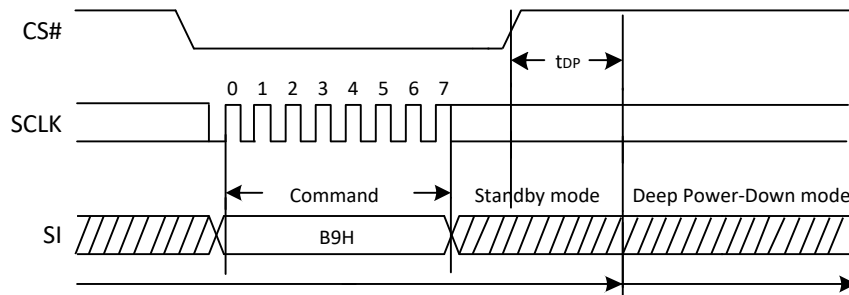 CS#
tDP
0 1 2 3 4 5 6 7
SCLK
Command Standby mode Deep Power-Down mode
SI
B9H